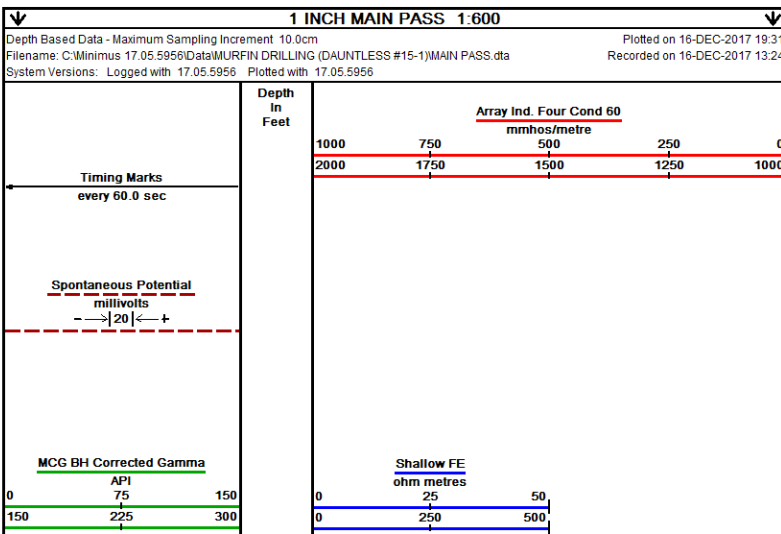 1 INCH MAIN PASS 1:600
Depth Based Data - Maximum Sampling Increment 10.0cm
Plotted on 16-DEC-2017 19:31
Filename: C:\Minimus 17.05.5956\Data\MURFIN DRILLING (DAUNTLESS #15-1)\MAIN PASS.dta
Recorded on 16-DEC-2017 13:24
System Versions: Logged with 17.05.5956 Plotted with 17.05.5956
Depth
In
Feet
Array Ind. Four Cond 60
mmhos/metre
1000 750 500 250 0
2000 1750 1500 1250 1000
Timing Marks
every 60.0 sec
Spontaneous Potential
millivolts
- →|20|← +
MCG BH Corrected Gamma
API
0 75 150
150 225 300
Shallow FE
ohm metres
0 25 50
0 250 500